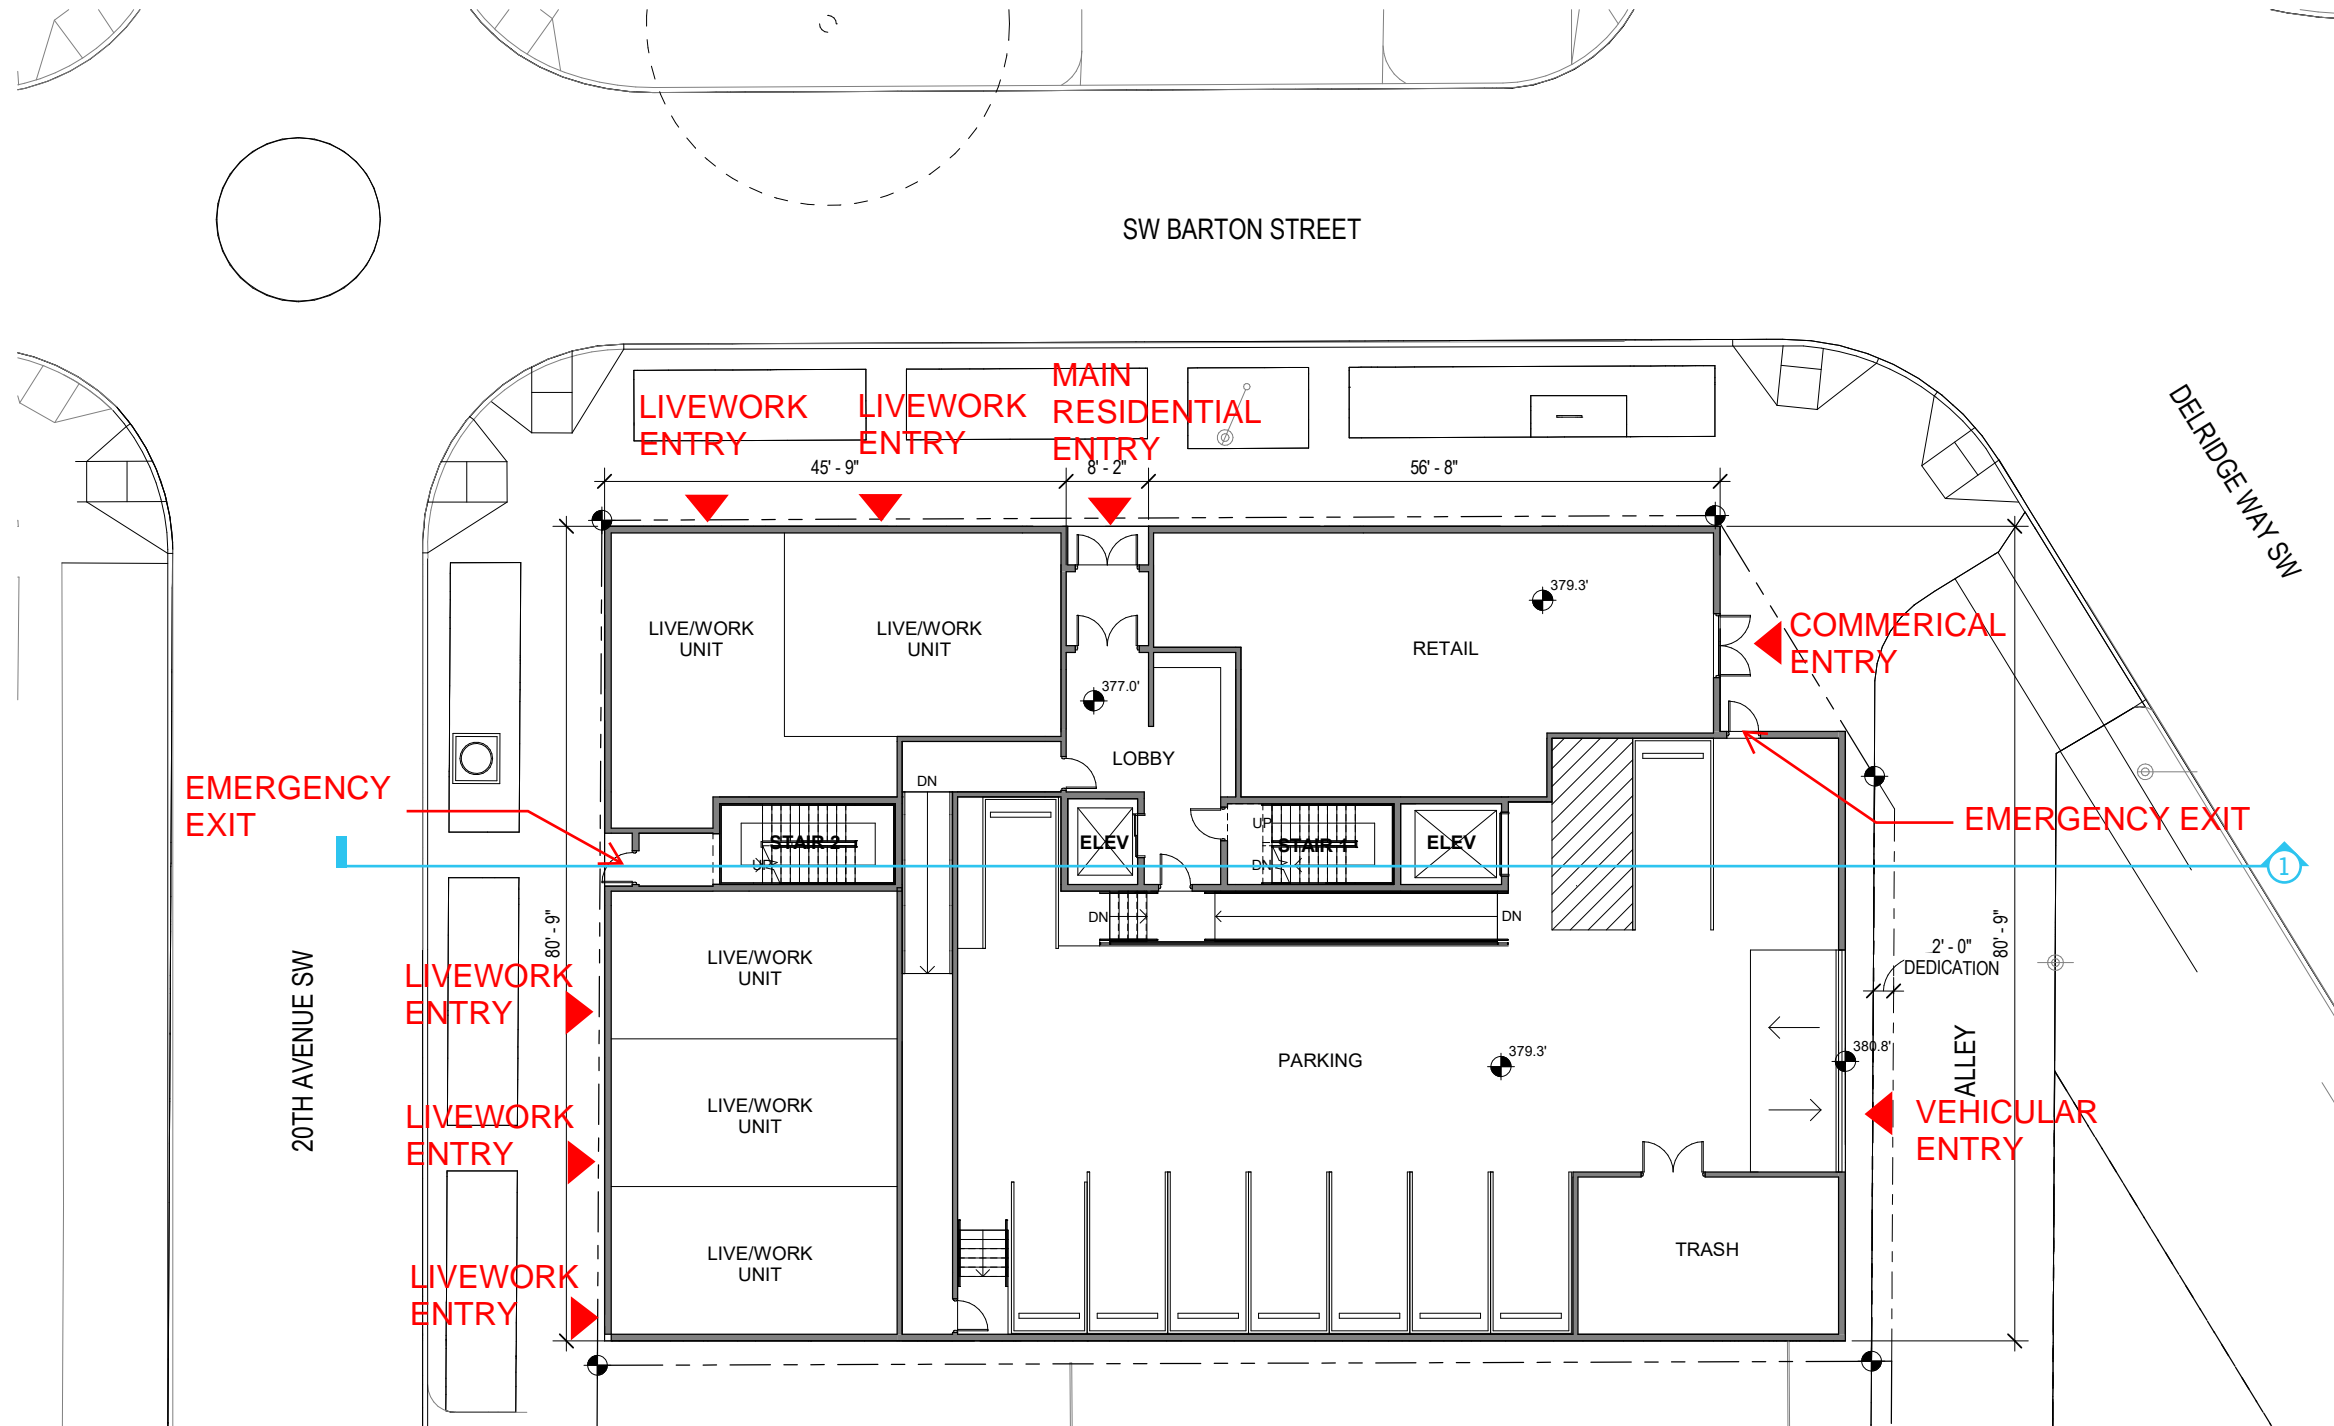 SW BARTON STREET
DELRIDGE WAY SW
LIVEWORK
ENTRY
LIVEWORK
ENTRY
MAIN
RESIDENTIAL
ENTRY
45' - 9"
8' - 2"
56' - 8"
379.3'
LIVE/WORK
UNIT
LIVE/WORK
UNIT
RETAIL
COMMERICAL
ENTRY
377.0'
LOBBY
EMERGENCY
EXIT
DN
STAIR 2
UP
ELEV
UP
STAIR 1
DN
ELEV
EMERGENCY EXIT
1
DN
DN
80' - 9"
80' - 9"
2' - 0"
DEDICATION
LIVE/WORK
UNIT
LIVEWORK
ENTRY
20TH AVENUE SW
PARKING
379.3'
380.8'
ALLEY
LIVE/WORK
UNIT
LIVEWORK
ENTRY
VEHICULAR
ENTRY
LIVE/WORK
UNIT
TRASH
LIVEWORK
ENTRY